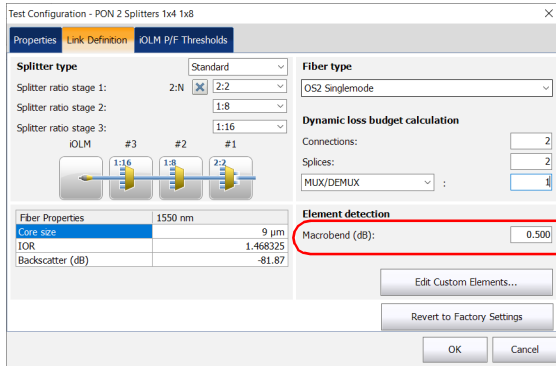 Test Configuration - PON 2 Splitters 1x4 1x8
Properties
Link Definition
iOLM P/F Thresholds
Splitter type
Standard
Splitter ratio stage 1:
2:N
2:2
Splitter ratio stage 2:
1:8
Splitter ratio stage 3:
1:16
iOLM #3 #2 #1
1:16 1:8 2:2
Fiber Properties 1550 nm
Core size 9 µm
IOR 1.468325
Backscatter (dB) -81.87
Fiber type
OS2 Singlemode
Dynamic loss budget calculation
Connections: 2
Splices: 2
MUX/DEMUX : 1
Element detection
Macrobend (dB): 0.500
Edit Custom Elements...
Revert to Factory Settings
OK Cancel